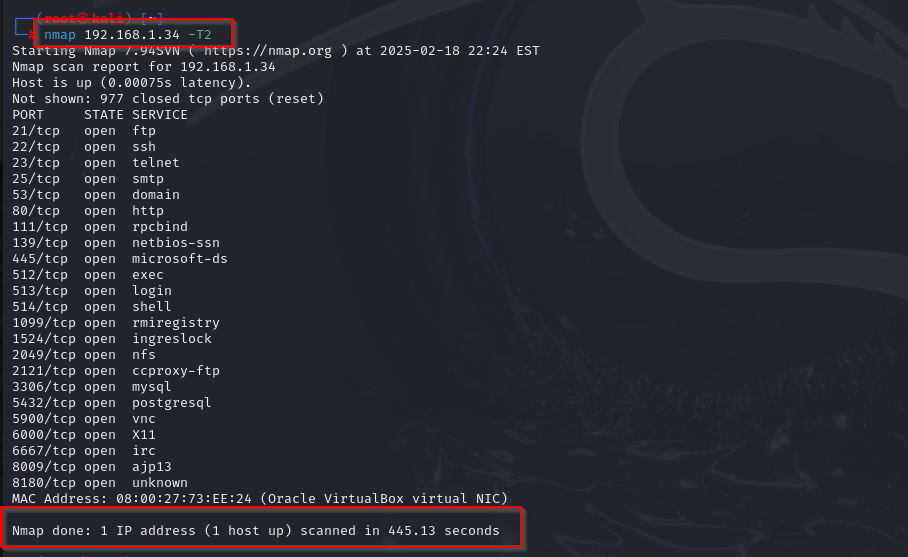 (root㉿kali) [~]
# nmap 192.168.1.34 -T2
Starting Nmap 7.94SVN ( https://nmap.org ) at 2025-02-18 22:24 EST
Nmap scan report for 192.168.1.34
Host is up (0.00075s latency).
Not shown: 977 closed tcp ports (reset)
PORT     STATE SERVICE
21/tcp   open  ftp
22/tcp   open  ssh
23/tcp   open  telnet
25/tcp   open  smtp
53/tcp   open  domain
80/tcp   open  http
111/tcp  open  rpcbind
139/tcp  open  netbios-ssn
445/tcp  open  microsoft-ds
512/tcp  open  exec
513/tcp  open  login
514/tcp  open  shell
1099/tcp open  rmiregistry
1524/tcp open  ingreslock
2049/tcp open  nfs
2121/tcp open  ccproxy-ftp
3306/tcp open  mysql
5432/tcp open  postgresql
5900/tcp open  vnc
6000/tcp open  X11
6667/tcp open  irc
8009/tcp open  ajp13
8180/tcp open  unknown
MAC Address: 08:00:27:73:EE:24 (Oracle VirtualBox virtual NIC)
Nmap done: 1 IP address (1 host up) scanned in 445.13 seconds